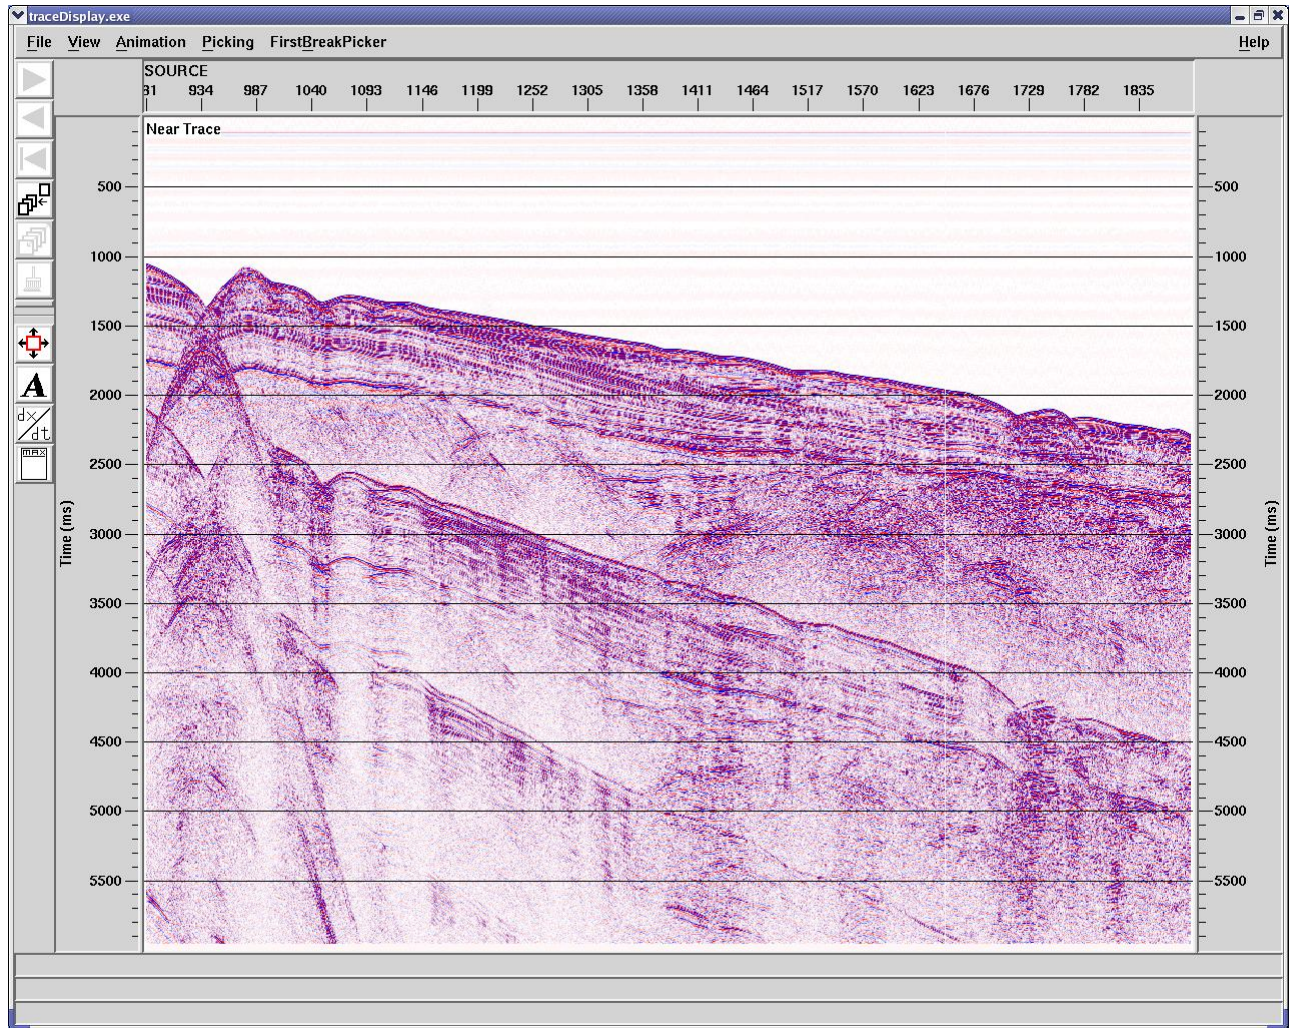 traceDisplay.exe
File View Animation Picking FirstBreakPicker Help
SOURCE
81 934 987 1040 1093 1146 1199 1252 1305 1358 1411 1464 1517 1570 1623 1676 1729 1782 1835
Near Trace
500 500
1000 1000
1500 1500
A
2000 2000
dx/dt
MAX
2500 2500
Time (ms) Time (ms)
3000 3000
3500 3500
4000 4000
4500 4500
5000 5000
5500 5500